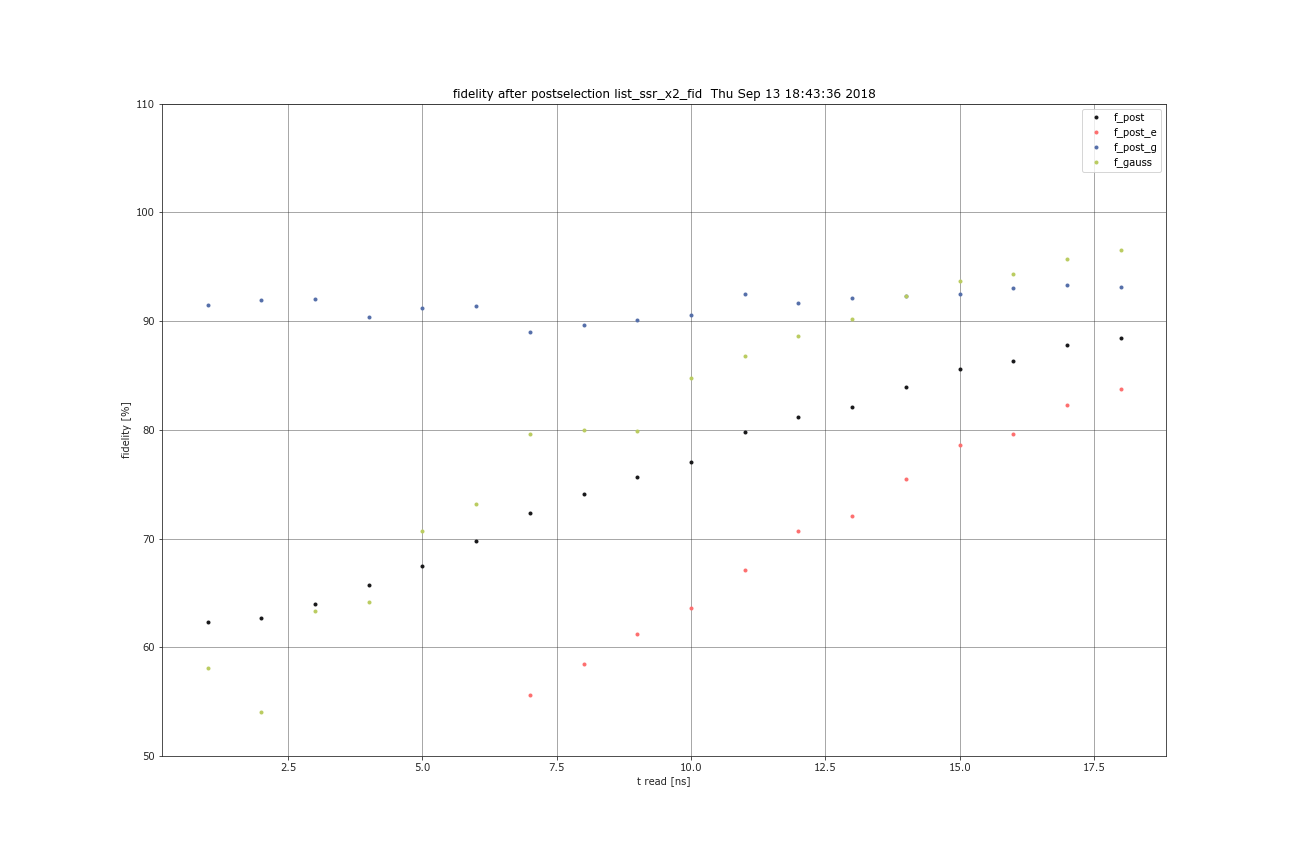 fidelity after postselection list_ssr_x2_fid  Thu Sep 13 18:43:36 2018
110
100
90
80
70
60
50
fidelity [%]
f_post
f_post_e
f_post_g
f_gauss
2.5 5.0 7.5 10.0 12.5 15.0 17.5
t read [ns]